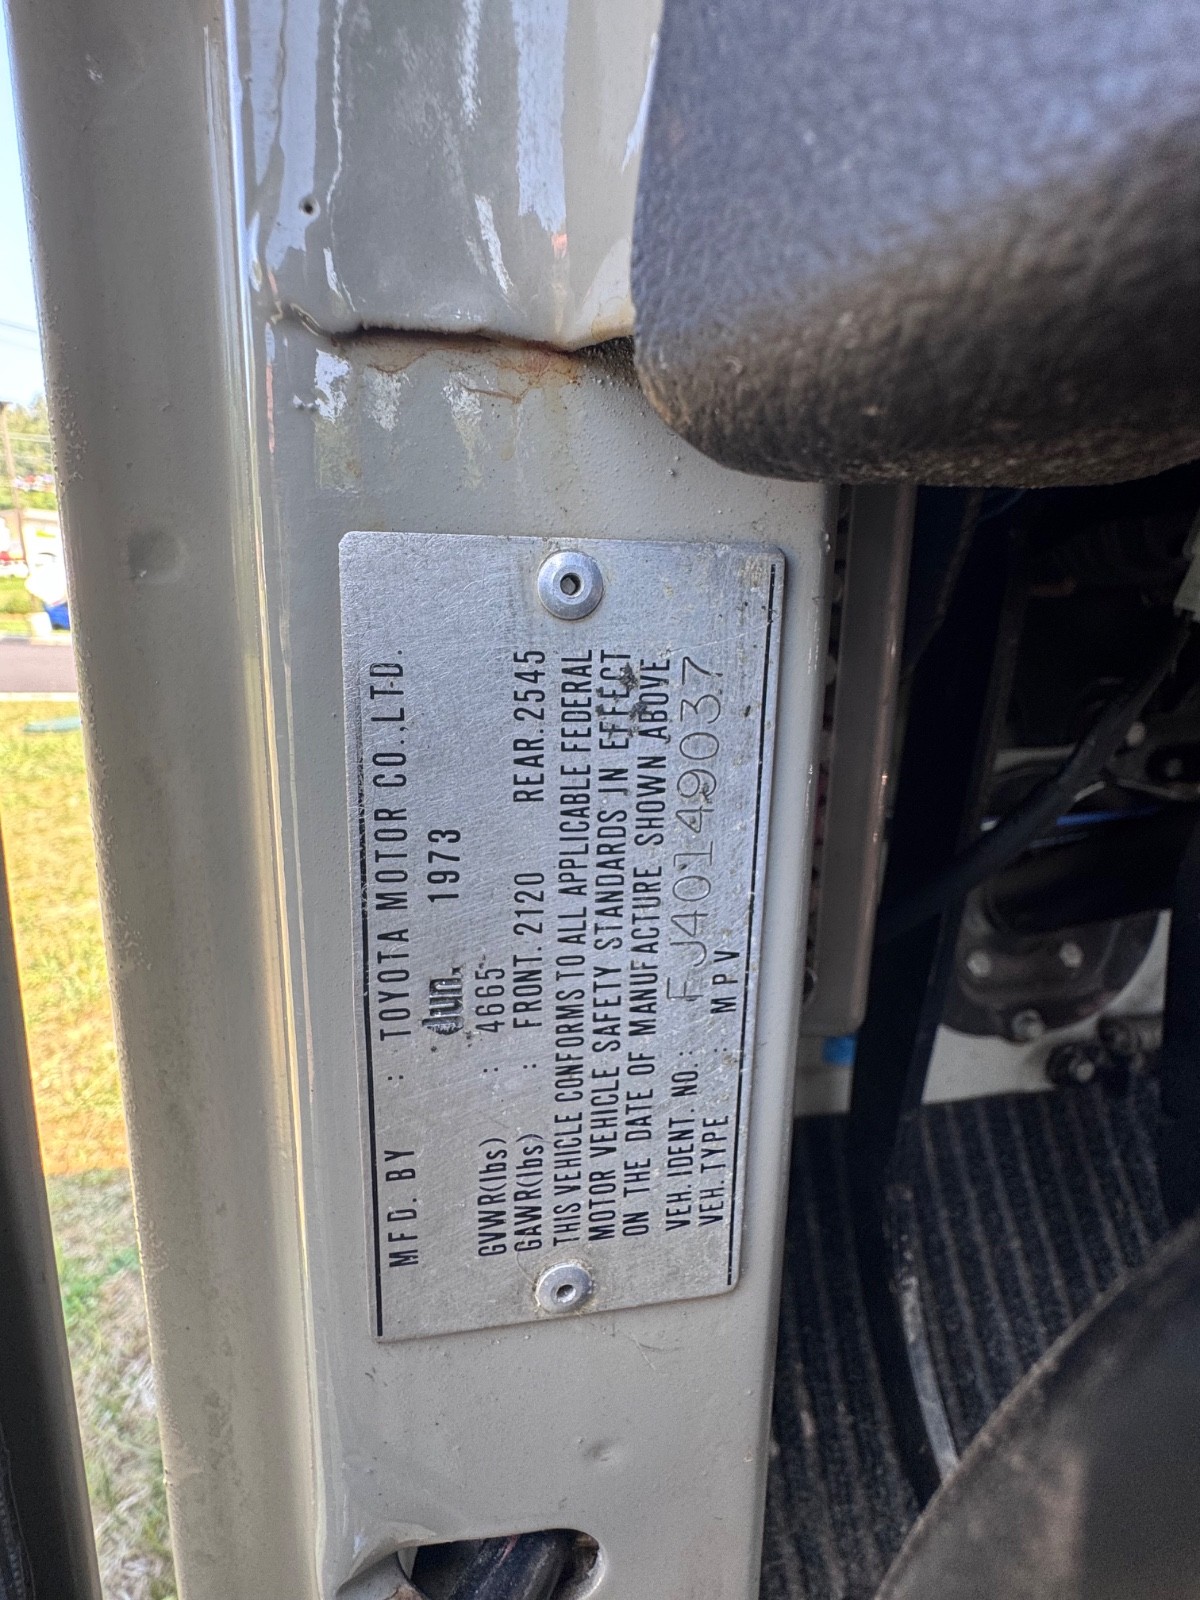 MFD. BY : TOYOTA MOTOR CO.,LTD.
Jun. 1973
GVWR(lbs) : 4665
GAWR(lbs) : FRONT. 2120 REAR. 2545
THIS VEHICLE CONFORMS TO ALL APPLICABLE FEDERAL
MOTOR VEHICLE SAFETY STANDARDS IN EFFECT
ON THE DATE OF MANUFACTURE SHOWN ABOVE.
VEH. IDENT. NO.: FJ40149037
VEH. TYPE : MPV